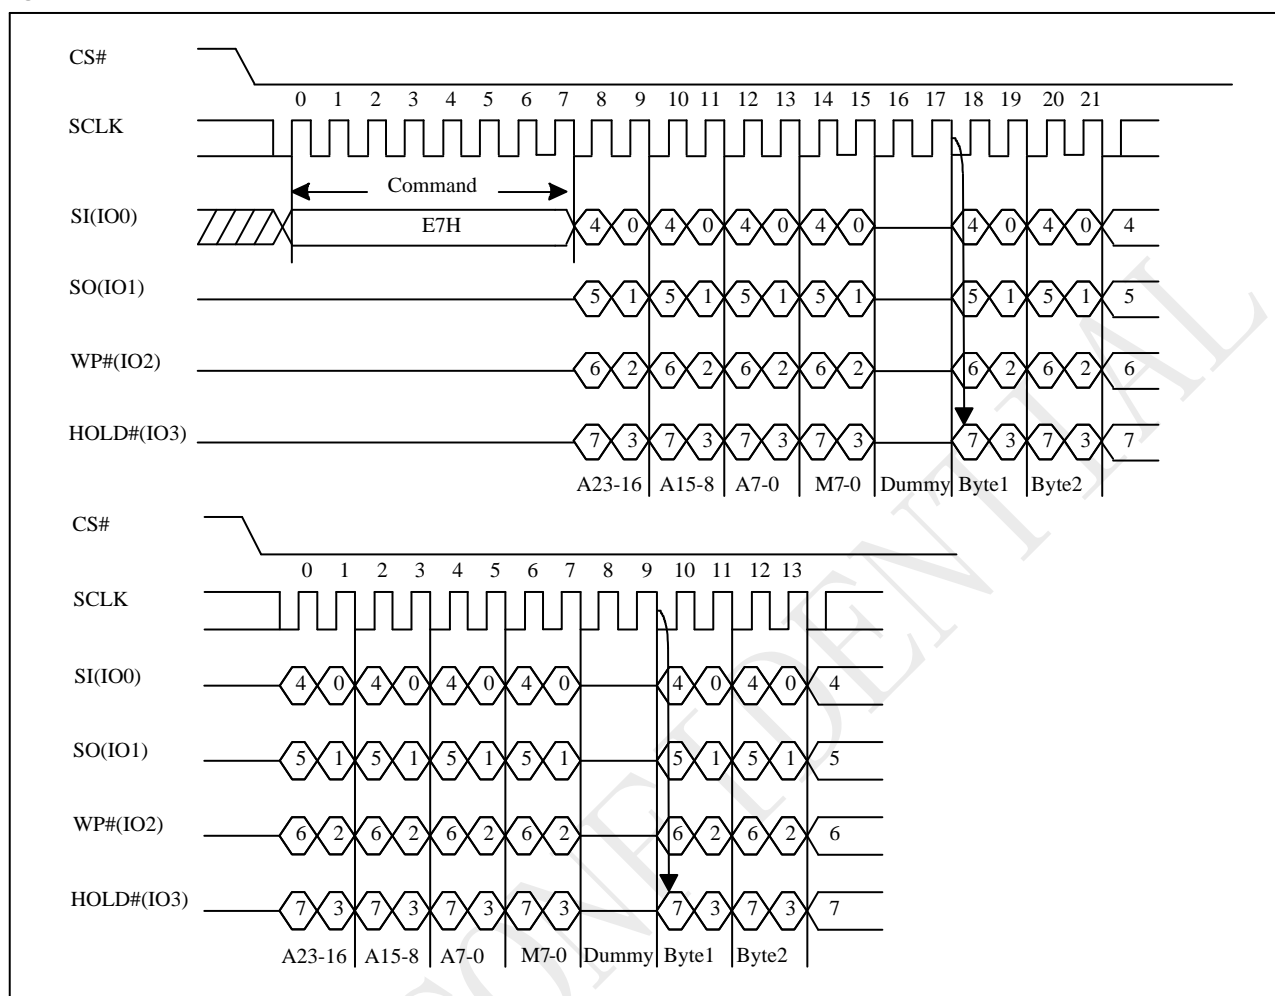 CS#
0 1 2 3 4 5 6 7 8 9 10 11 12 13 14 15 16 17 18 19 20 21
SCLK
Command
SI(IO0) E7H 4 0 4 0 4 0 4 0 4 0 4 0 4
SO(IO1) 5 1 5 1 5 1 5 1 5 1 5 1 5
WP#(IO2) 6 2 6 2 6 2 6 2 6 2 6 2 6
HOLD#(IO3) 7 3 7 3 7 3 7 3 7 3 7 3 7
A23-16 A15-8 A7-0 M7-0 Dummy Byte1 Byte2
CS#
0 1 2 3 4 5 6 7 8 9 10 11 12 13
SCLK
SI(IO0) 4 0 4 0 4 0 4 0 4 0 4 0 4
SO(IO1) 5 1 5 1 5 1 5 1 5 1 5 1 5
WP#(IO2) 6 2 6 2 6 2 6 2 6 2 6 2 6
HOLD#(IO3) 7 3 7 3 7 3 7 3 7 3 7 3 7
A23-16 A15-8 A7-0 M7-0 Dummy Byte1 Byte2
CONFIDENTIAL